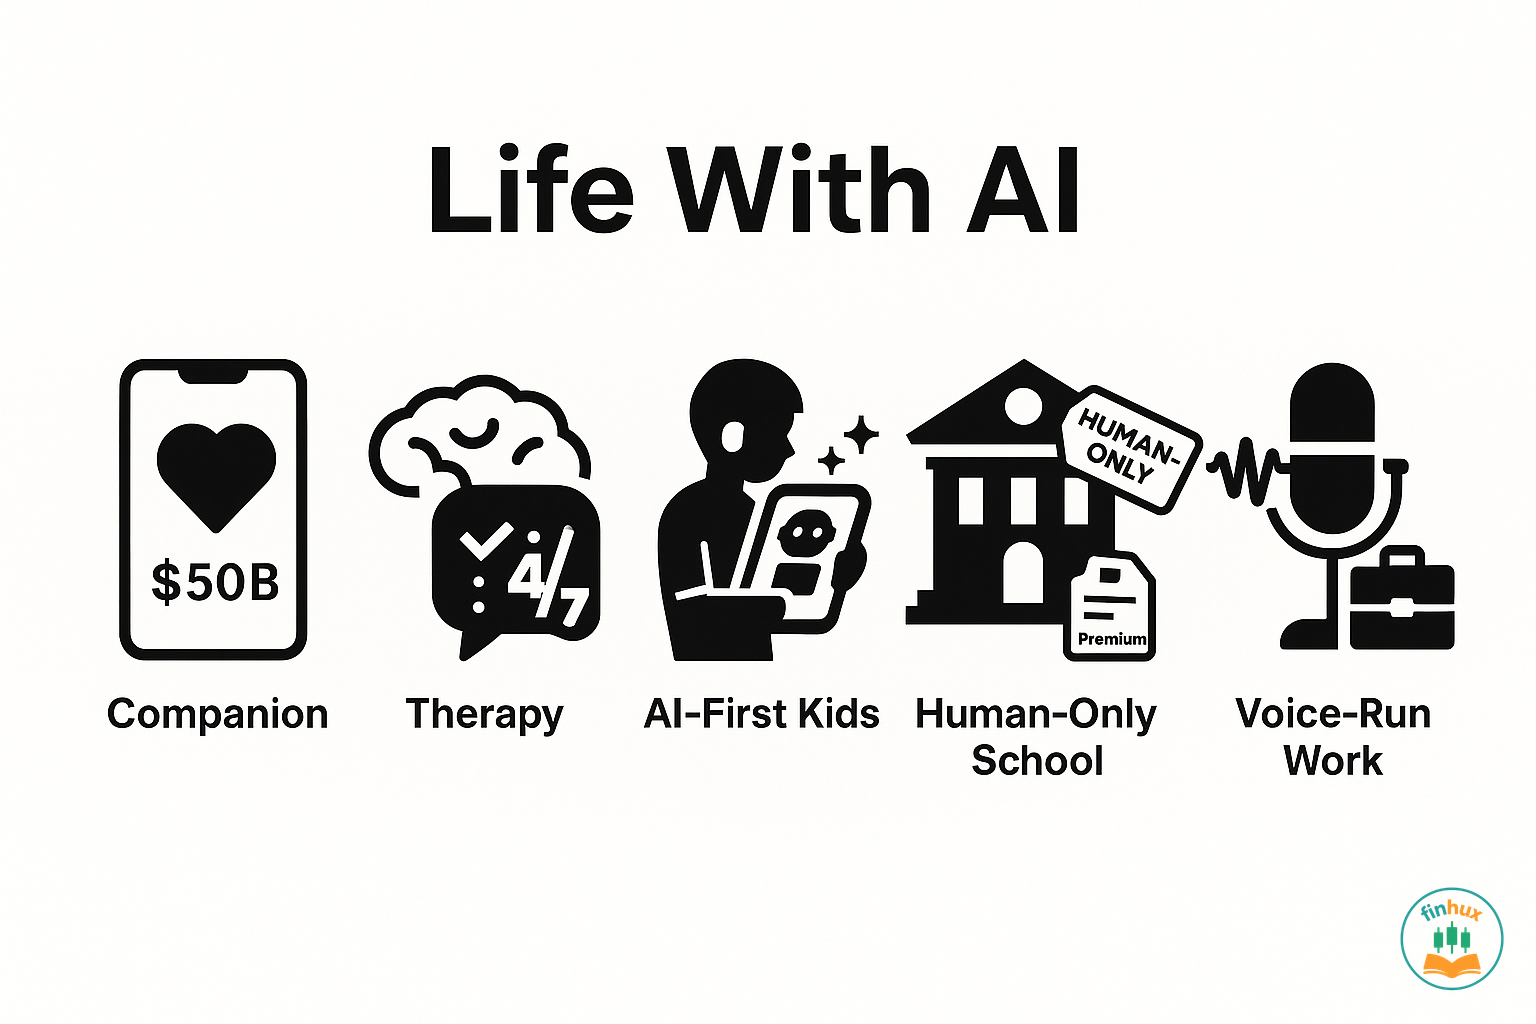 Life With AI
$50B
4/7
HUMAN-
ONLY
Premium
Companion
Therapy
AI-First Kids
Human-Only
School
Voice-Run
Work
finhux